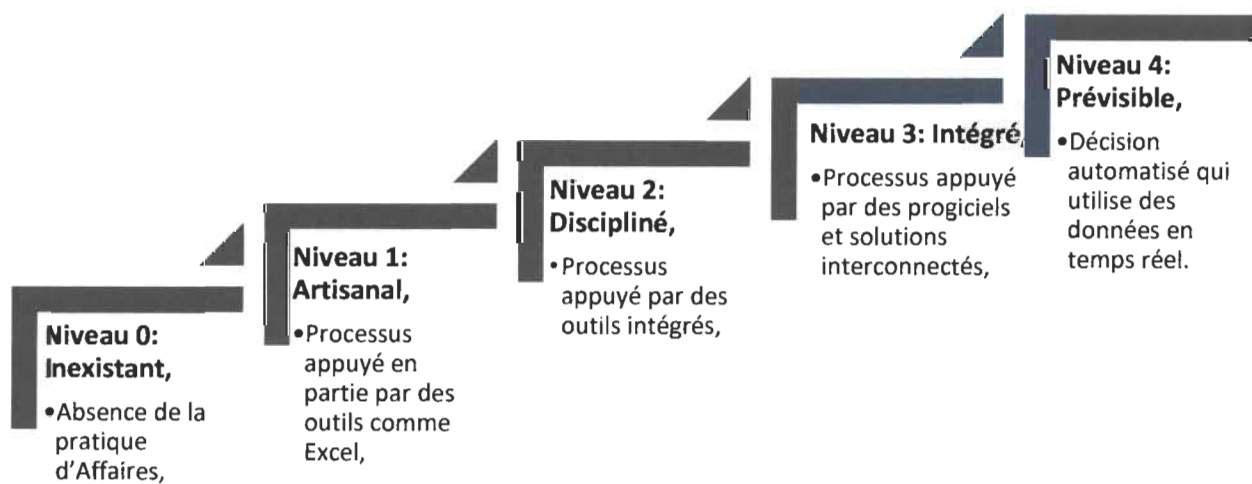 Niveau 0:
Inexistant,
•Absence de la
pratique
d'Affaires,
Niveau 1:
Artisanal,
•Processus
appuyé en
partie par des
outils comme
Excel,
Niveau 2:
Discipliné,
•Processus
appuyé par des
outils intégrés,
Niveau 3: Intégré,
•Processus appuyé
par des progiciels
et solutions
interconnectés,
Niveau 4:
Prévisible,
•Décision
automatisé qui
utilise des
données en
temps réel.